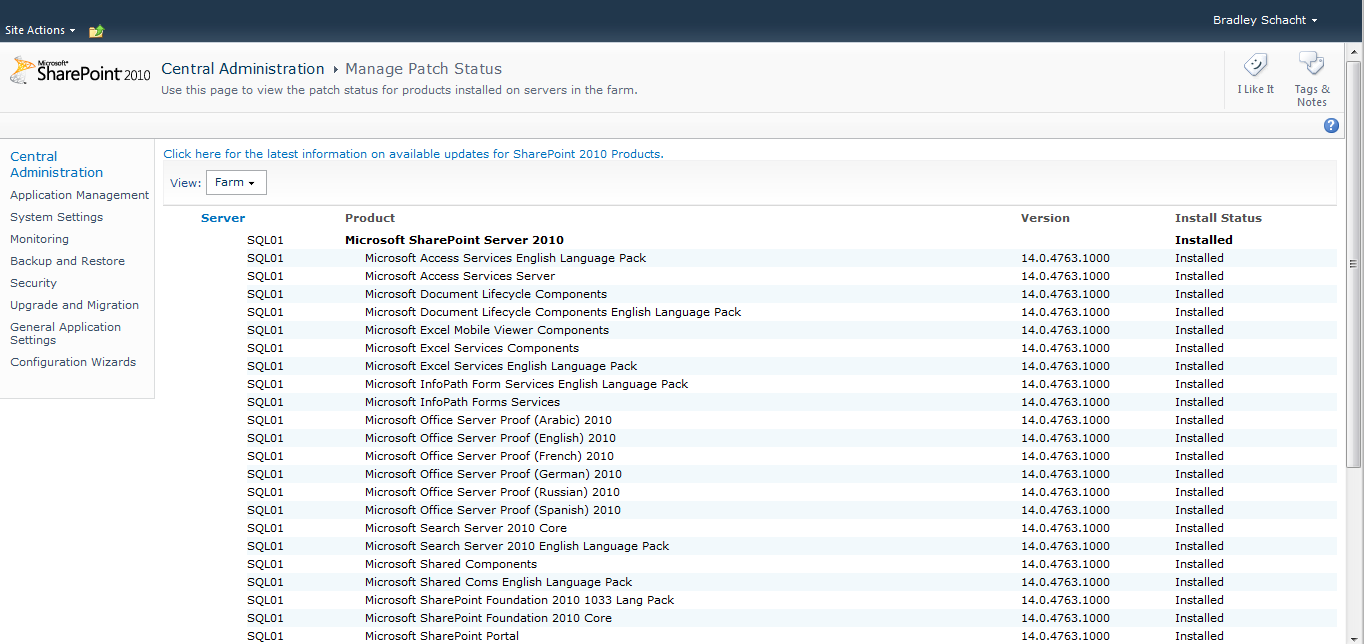 Site Actions
Bradley Schacht
Microsoft®
SharePoint 2010
Central Administration Manage Patch Status
Use this page to view the patch status for products installed on servers in the farm.
I Like It
Tags &
Notes
Central
Administration
Application Management
System Settings
Monitoring
Backup and Restore
Security
Upgrade and Migration
General Application
Settings
Configuration Wizards
Click here for the latest information on available updates for SharePoint 2010 Products.
View: Farm
Server Product Version Install Status
SQL01 Microsoft SharePoint Server 2010 Installed
SQL01 Microsoft Access Services English Language Pack 14.0.4763.1000 Installed
SQL01 Microsoft Access Services Server 14.0.4763.1000 Installed
SQL01 Microsoft Document Lifecycle Components 14.0.4763.1000 Installed
SQL01 Microsoft Document Lifecycle Components English Language Pack 14.0.4763.1000 Installed
SQL01 Microsoft Excel Mobile Viewer Components 14.0.4763.1000 Installed
SQL01 Microsoft Excel Services Components 14.0.4763.1000 Installed
SQL01 Microsoft Excel Services English Language Pack 14.0.4763.1000 Installed
SQL01 Microsoft InfoPath Form Services English Language Pack 14.0.4763.1000 Installed
SQL01 Microsoft InfoPath Forms Services 14.0.4763.1000 Installed
SQL01 Microsoft Office Server Proof (Arabic) 2010 14.0.4763.1000 Installed
SQL01 Microsoft Office Server Proof (English) 2010 14.0.4763.1000 Installed
SQL01 Microsoft Office Server Proof (French) 2010 14.0.4763.1000 Installed
SQL01 Microsoft Office Server Proof (German) 2010 14.0.4763.1000 Installed
SQL01 Microsoft Office Server Proof (Russian) 2010 14.0.4763.1000 Installed
SQL01 Microsoft Office Server Proof (Spanish) 2010 14.0.4763.1000 Installed
SQL01 Microsoft Search Server 2010 Core 14.0.4763.1000 Installed
SQL01 Microsoft Search Server 2010 English Language Pack 14.0.4763.1000 Installed
SQL01 Microsoft Shared Components 14.0.4763.1000 Installed
SQL01 Microsoft Shared Coms English Language Pack 14.0.4763.1000 Installed
SQL01 Microsoft SharePoint Foundation 2010 1033 Lang Pack 14.0.4763.1000 Installed
SQL01 Microsoft SharePoint Foundation 2010 Core 14.0.4763.1000 Installed
SQL01 Microsoft SharePoint Portal 14.0.4763.1000 Installed